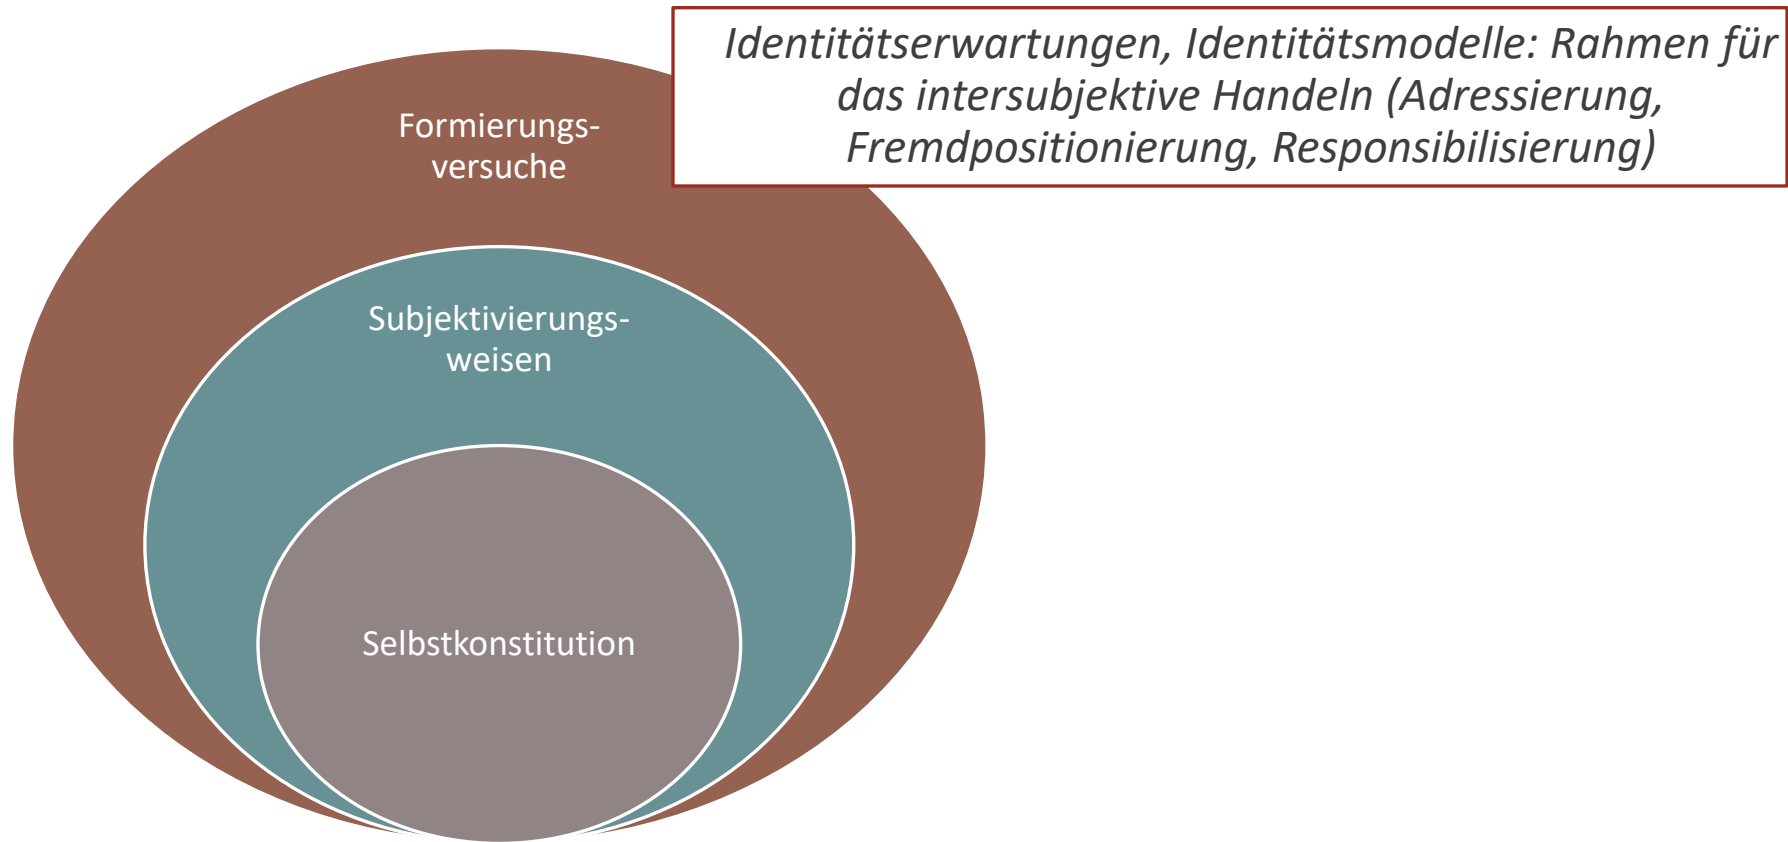 Identitätserwartungen, Identitätsmodelle: Rahmen für
das intersubjektive Handeln (Adressierung,
Fremdpositionierung, Responsibilisierung)
Formierungs-
versuche
Subjektivierungs-
weisen
Selbstkonstitution